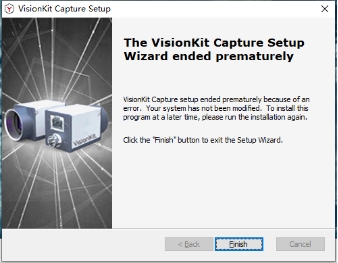 VisionKit Capture Setup
The VisionKit Capture Setup
Wizard ended prematurely
VisionKit Capture setup ended prematurely because of an
error. Your system has not been modified. To install this
program at a later time, please run the installation again.
Click the "Finish" button to exit the Setup Wizard.
VisionKit
< Back
Finish
Cancel